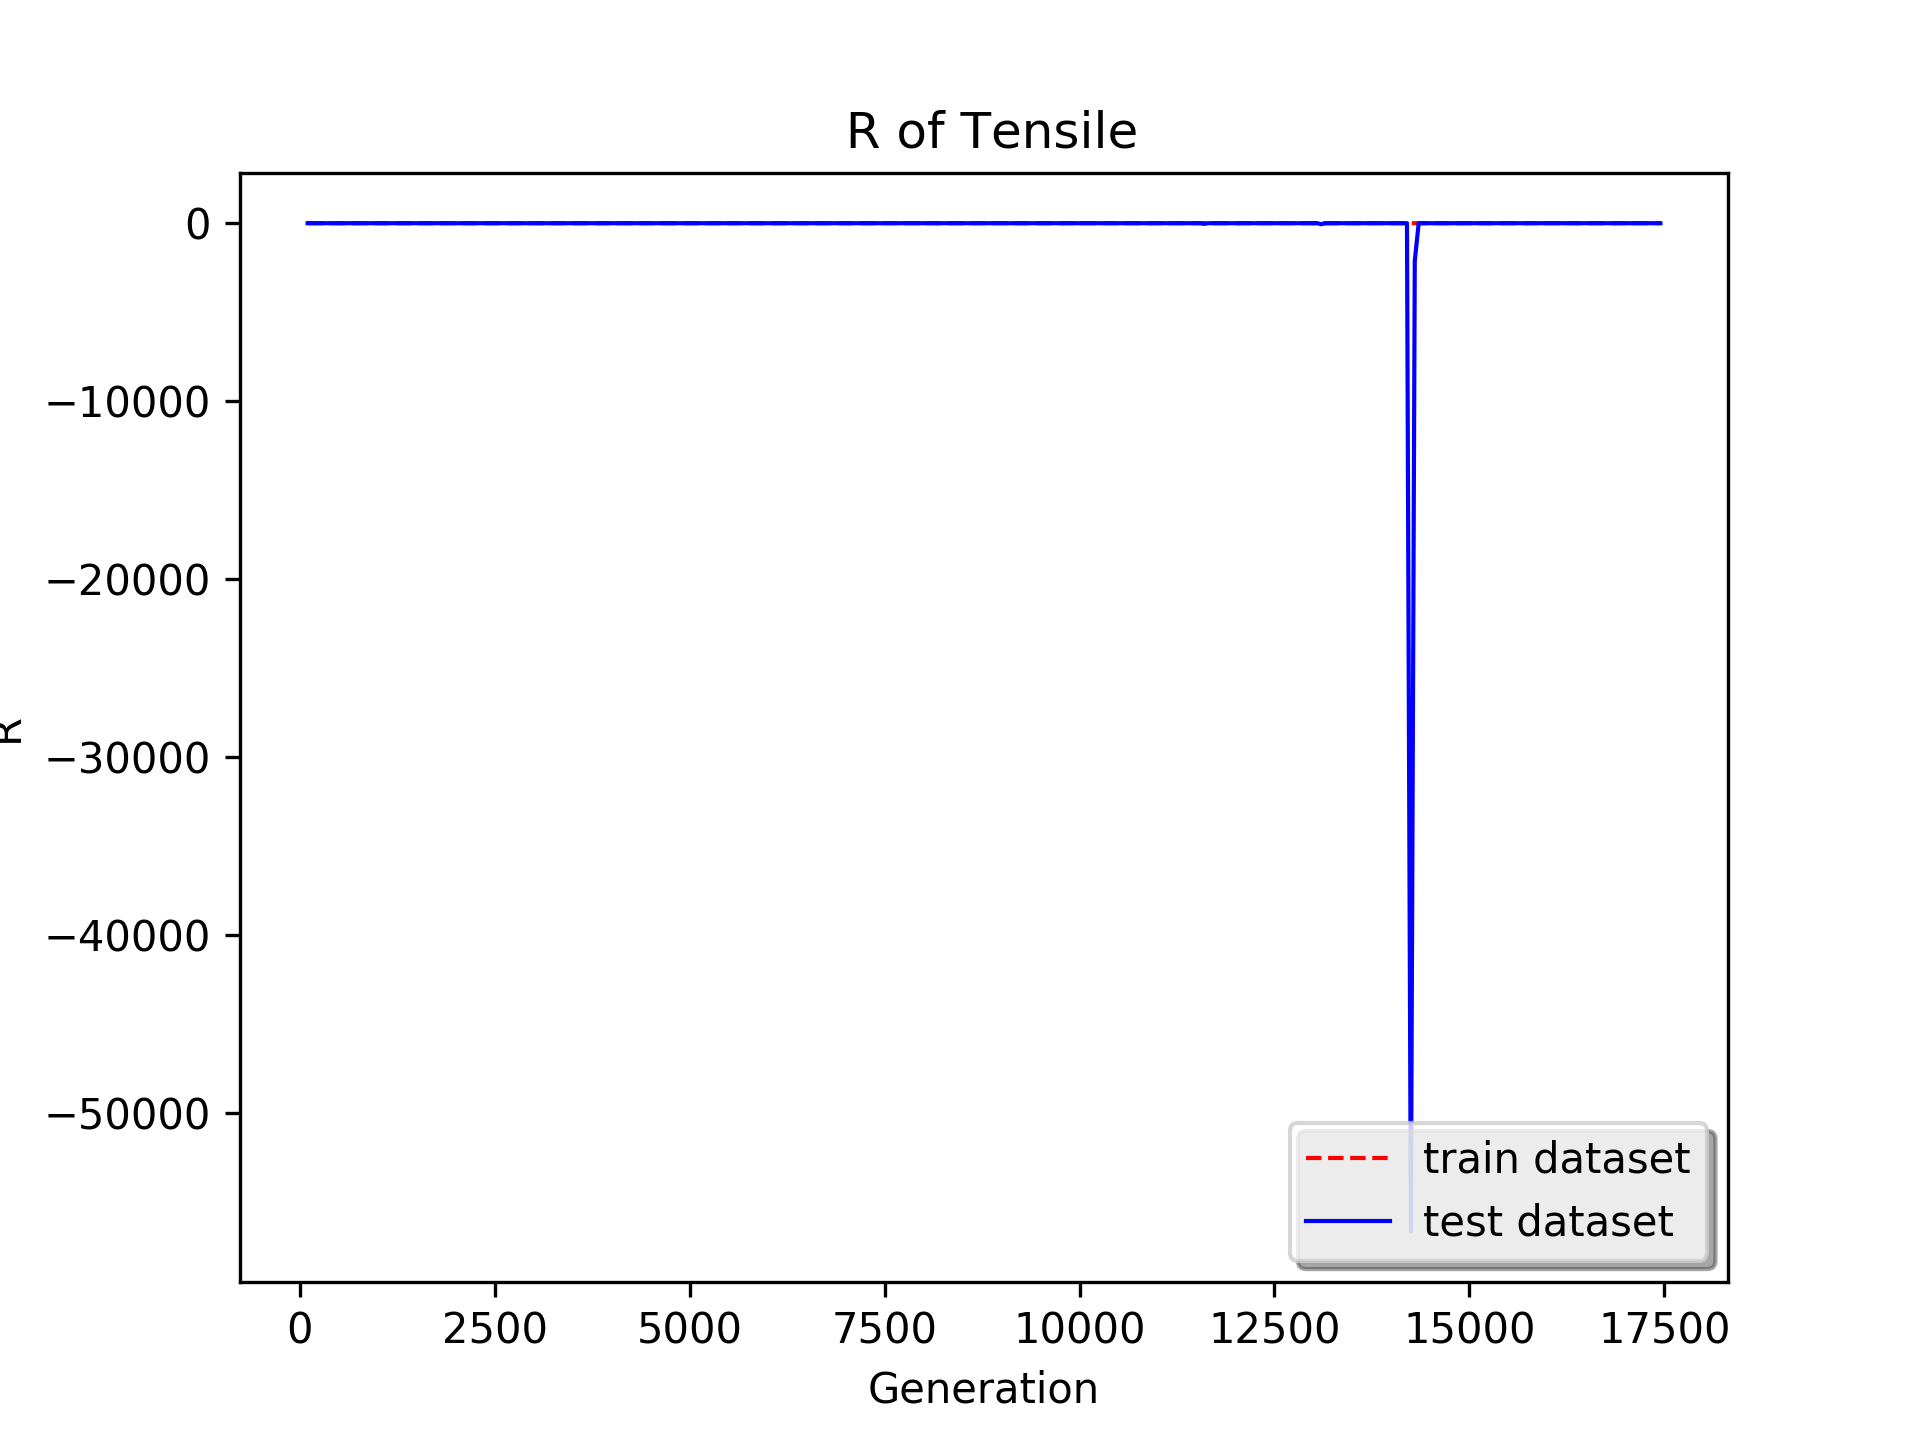 R of Tensile
R
0
−10000
−20000
−30000
−40000
−50000
0 2500 5000 7500 10000 12500 15000 17500
Generation
train dataset
test dataset